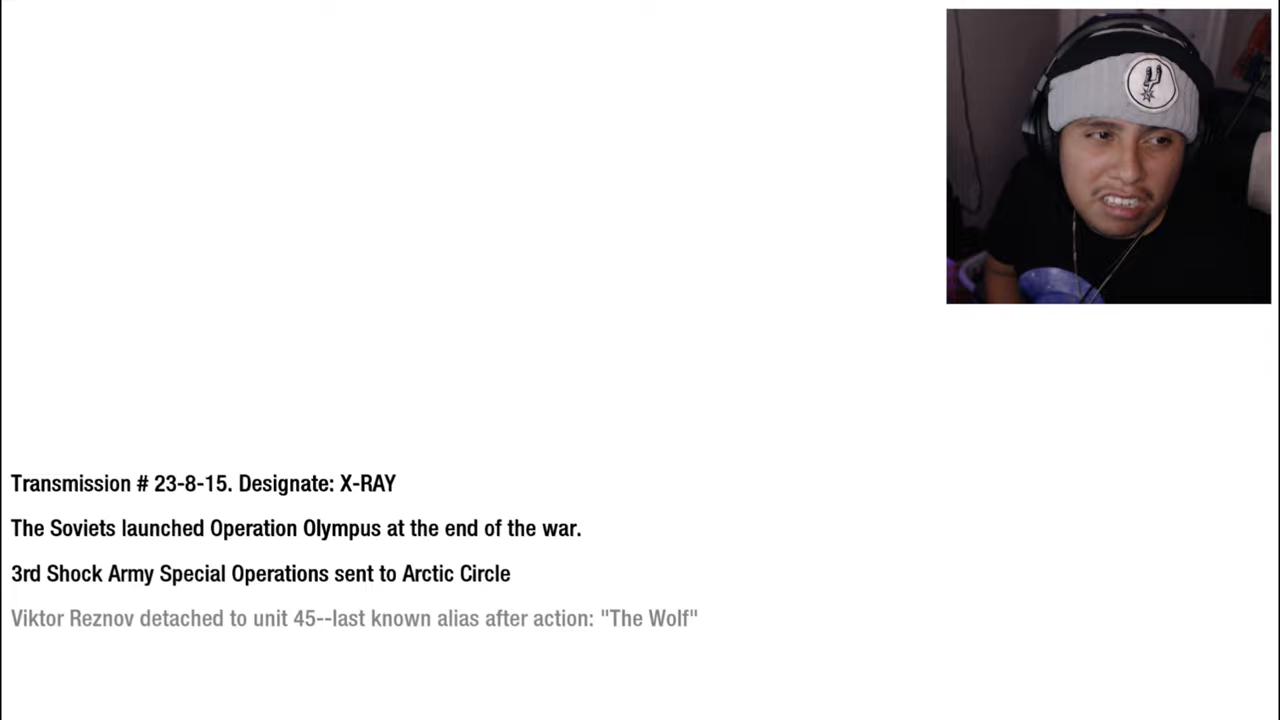 Transmission # 23-8-15. Designate: X-RAY
The Soviets launched Operation Olympus at the end of the war.
3rd Shock Army Special Operations sent to Arctic Circle
Viktor Reznov detached to unit 45--last known alias after action: "The Wolf"